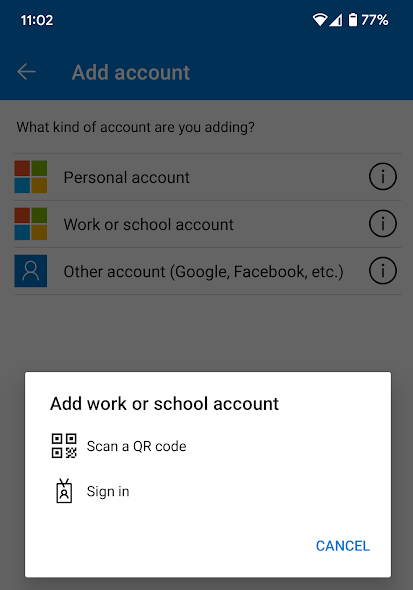 11:02
77%
Add account
What kind of account are you adding?
Personal account
Work or school account
Other account (Google, Facebook, etc.)
Add work or school account
Scan a QR code
Sign in
CANCEL